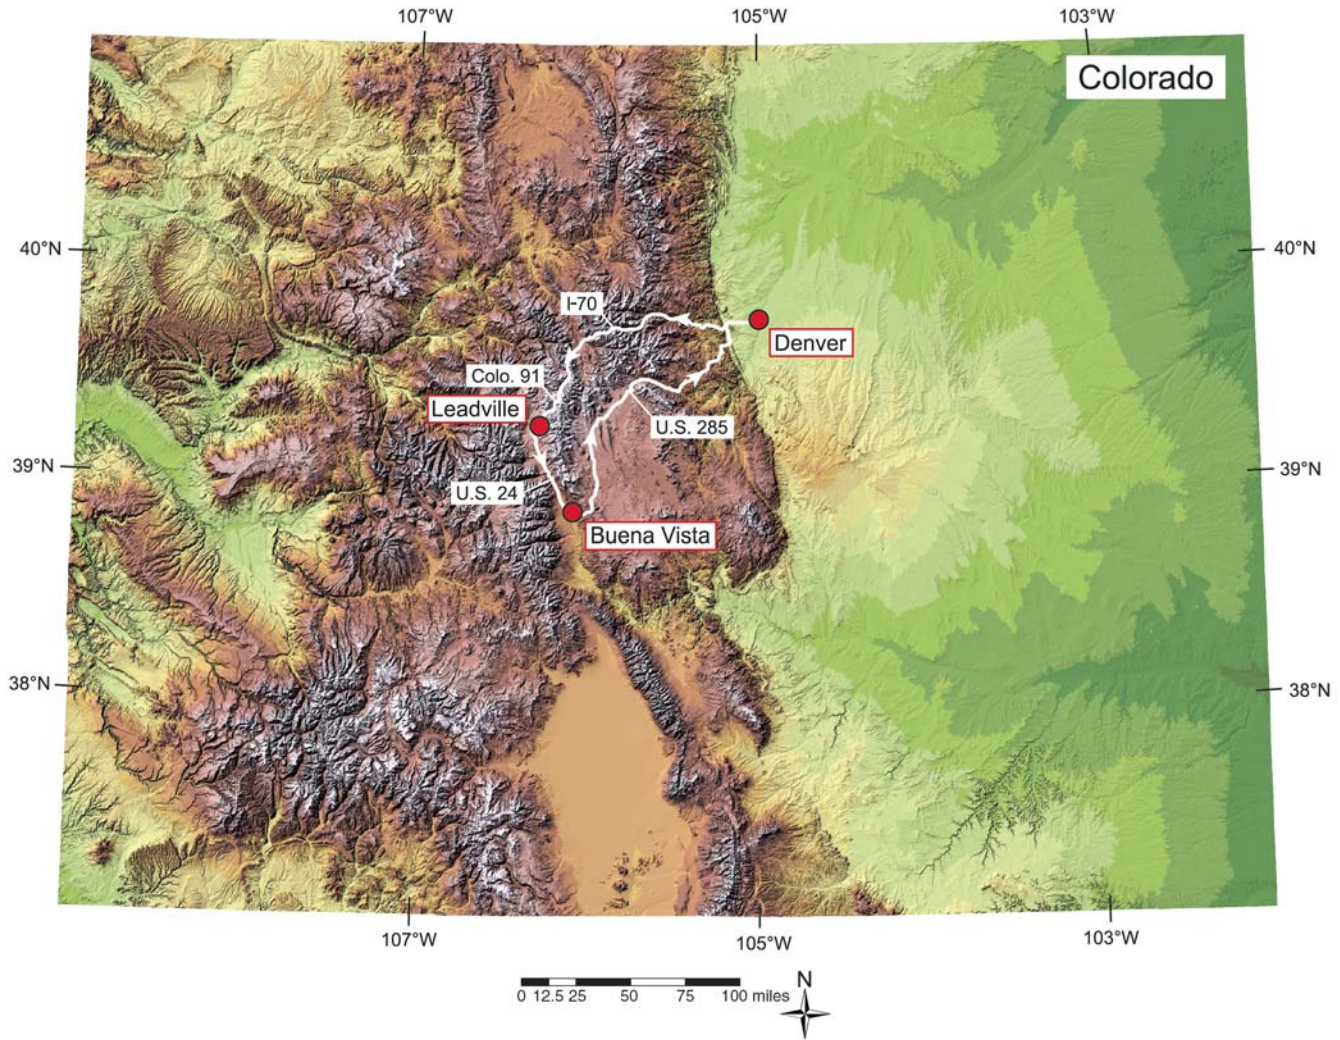 107°W
105°W
103°W
Colorado
40°N
40°N
I-70
Denver
Colo. 91
Leadville
U.S. 285
39°N
39°N
U.S. 24
Buena Vista
38°N
38°N
107°W
105°W
103°W
N
0 12.5 25 50 75 100 miles